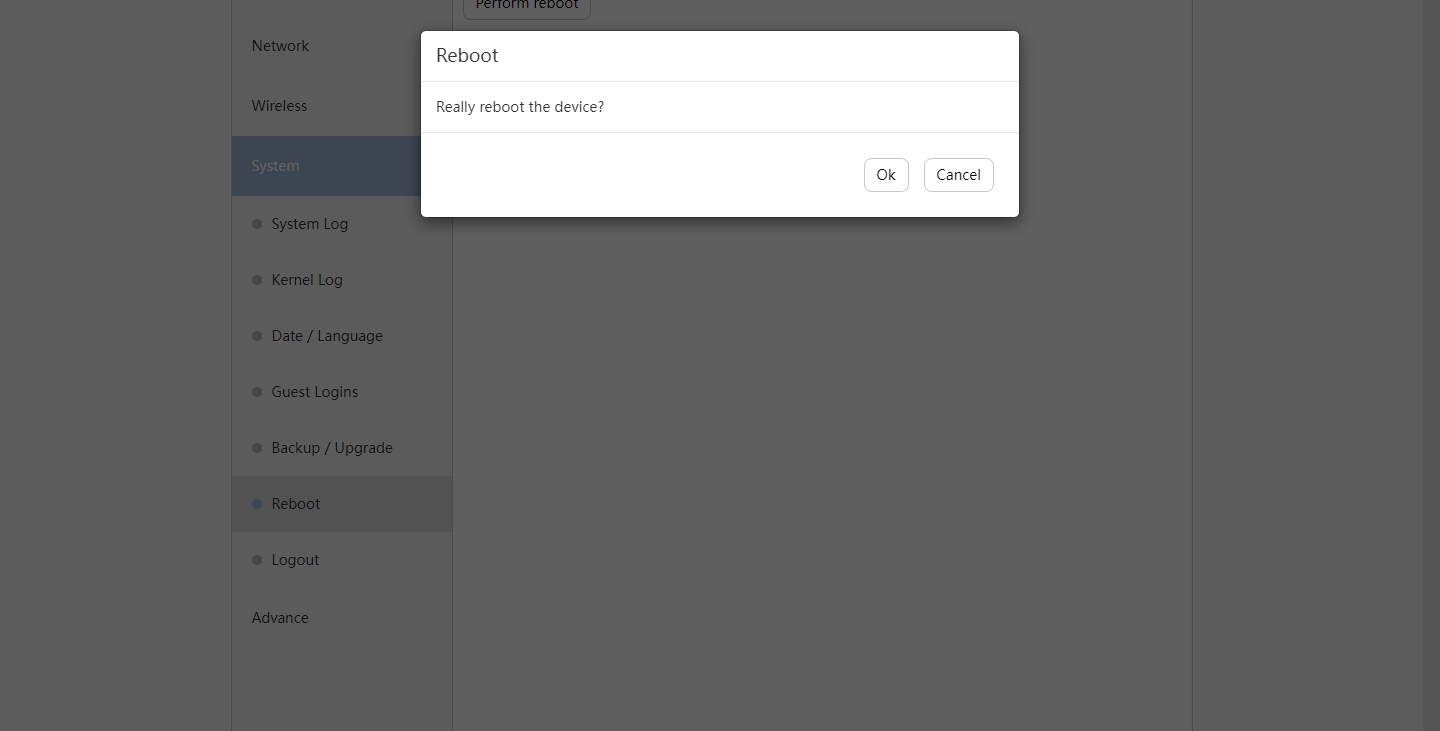 Perform reboot
Reboot
Really reboot the device?
Ok
Cancel
Network
Wireless
System
System Log
Kernel Log
Date / Language
Guest Logins
Backup / Upgrade
Reboot
Logout
Advance